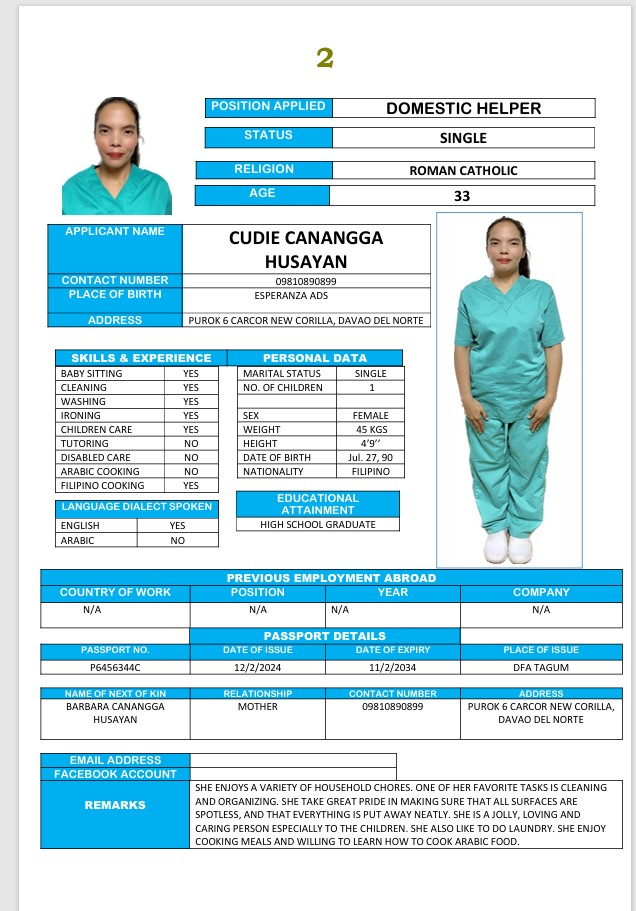 2
POSITION APPLIED DOMESTIC HELPER
STATUS SINGLE
RELIGION ROMAN CATHOLIC
AGE 33
APPLICANT NAME CUDIE CANANGGA
HUSAYAN
CONTACT NUMBER 09810890899
PLACE OF BIRTH ESPERANZA ADS
ADDRESS PUROK 6 CARCOR NEW CORILLA, DAVAO DEL NORTE
SKILLS & EXPERIENCE
BABY SITTING YES
CLEANING YES
WASHING YES
IRONING YES
CHILDREN CARE YES
TUTORING NO
DISABLED CARE NO
ARABIC COOKING NO
FILIPINO COOKING YES
LANGUAGE DIALECT SPOKEN
ENGLISH YES
ARABIC NO
PERSONAL DATA
MARITAL STATUS SINGLE
NO. OF CHILDREN 1
SEX FEMALE
WEIGHT 45 KGS
HEIGHT 4'9''
DATE OF BIRTH Jul. 27, 90
NATIONALITY FILIPINO
EDUCATIONAL
ATTAINMENT
HIGH SCHOOL GRADUATE
PREVIOUS EMPLOYMENT ABROAD
COUNTRY OF WORK POSITION YEAR COMPANY
N/A N/A N/A N/A
PASSPORT DETAILS
PASSPORT NO. DATE OF ISSUE DATE OF EXPIRY PLACE OF ISSUE
P6456344C 12/2/2024 11/2/2034 DFA TAGUM
NAME OF NEXT OF KIN RELATIONSHIP CONTACT NUMBER ADDRESS
BARBARA CANANGGA MOTHER 09810890899 PUROK 6 CARCOR NEW CORILLA,
HUSAYAN DAVAO DEL NORTE
EMAIL ADDRESS
FACEBOOK ACCOUNT
REMARKS
SHE ENJOYS A VARIETY OF HOUSEHOLD CHORES. ONE OF HER FAVORITE TASKS IS CLEANING
AND ORGANIZING. SHE TAKE GREAT PRIDE IN MAKING SURE THAT ALL SURFACES ARE
SPOTLESS, AND THAT EVERYTHING IS PUT AWAY NEATLY. SHE IS A JOLLY, LOVING AND
CARING PERSON ESPECIALLY TO THE CHILDREN. SHE ALSO LIKE TO DO LAUNDRY. SHE ENJOY
COOKING MEALS AND WILLING TO LEARN HOW TO COOK ARABIC FOOD.